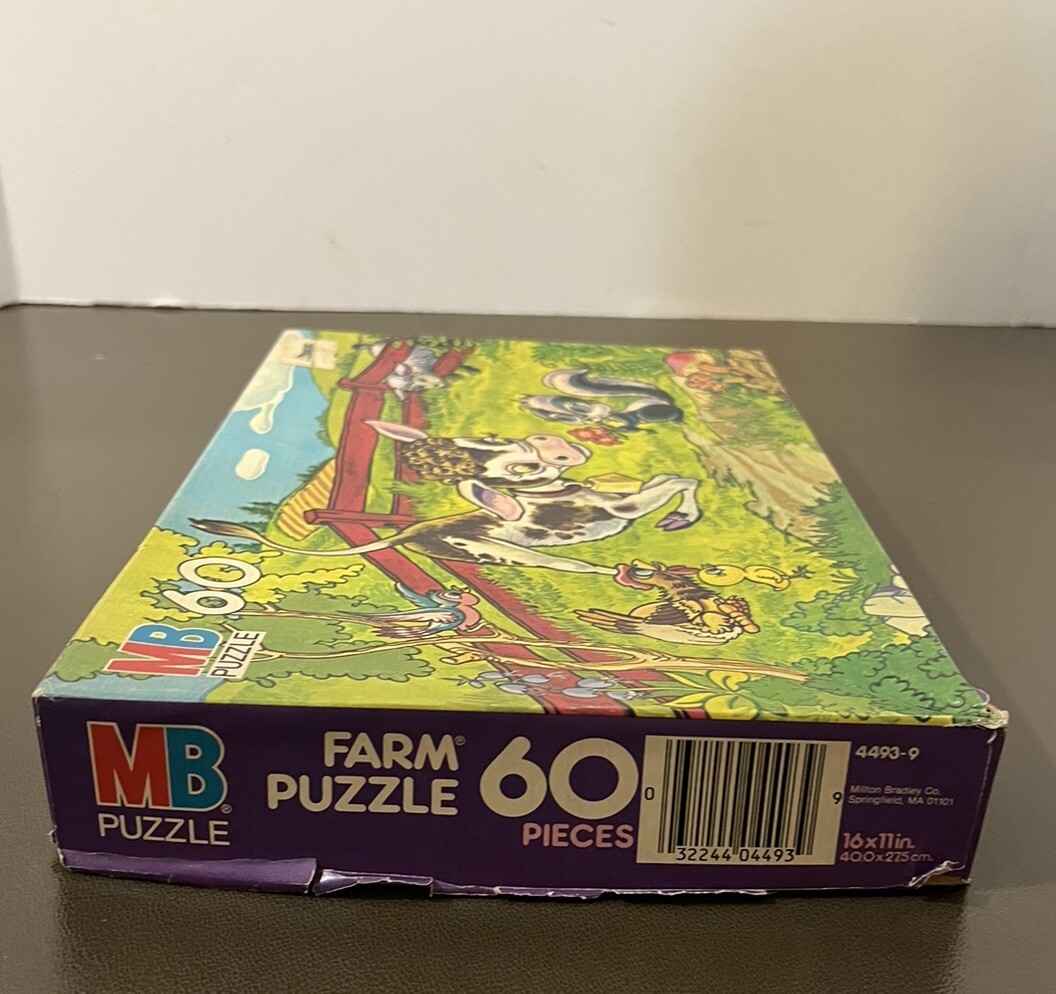 60
MB
PUZZLE
MB®
PUZZLE
FARM®
PUZZLE
60
PIECES
0 32244 04493 9
4493-9
Milton Bradley Co.
Springfield, MA 01101
16x11in.
40.0x27.5cm.